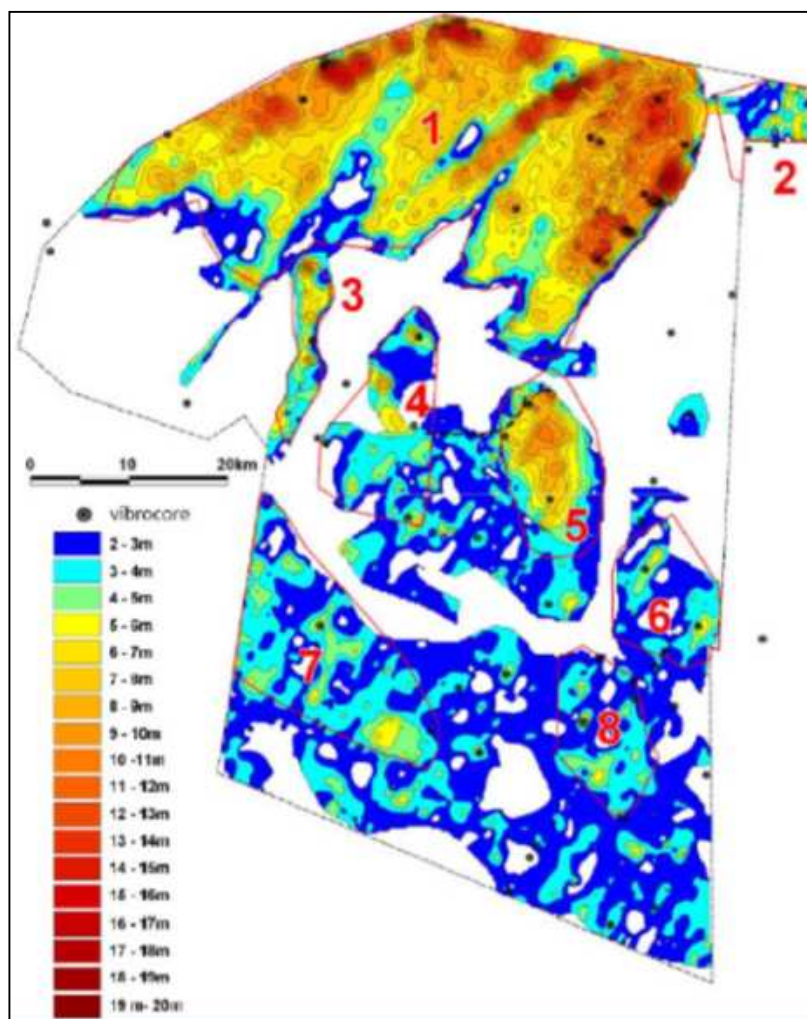 1
2
3
4
0 10 20km
vibrocore
5
6
7
8
2 - 3m
3 - 4m
4 - 5m
5 - 6m
6 - 7m
7 - 8m
8 - 9m
9 - 10m
10 - 11m
11 - 12m
12 - 13m
13 - 14m
14 - 15m
15 - 16m
16 - 17m
17 - 18m
18 - 19m
19 m- 20m